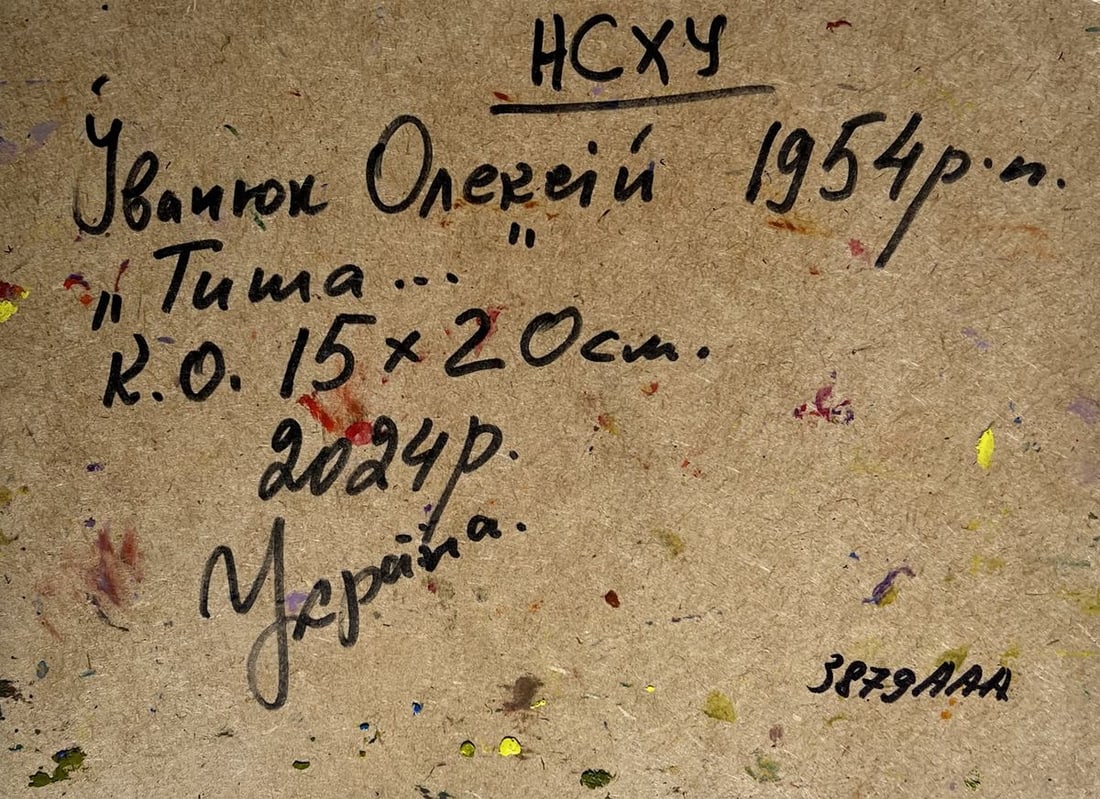 НСХУ
Іванюк Олексій 1954р.н.
„Тиша..."
К.О. 15×20см.
2024р.
Україна.
3879ААА